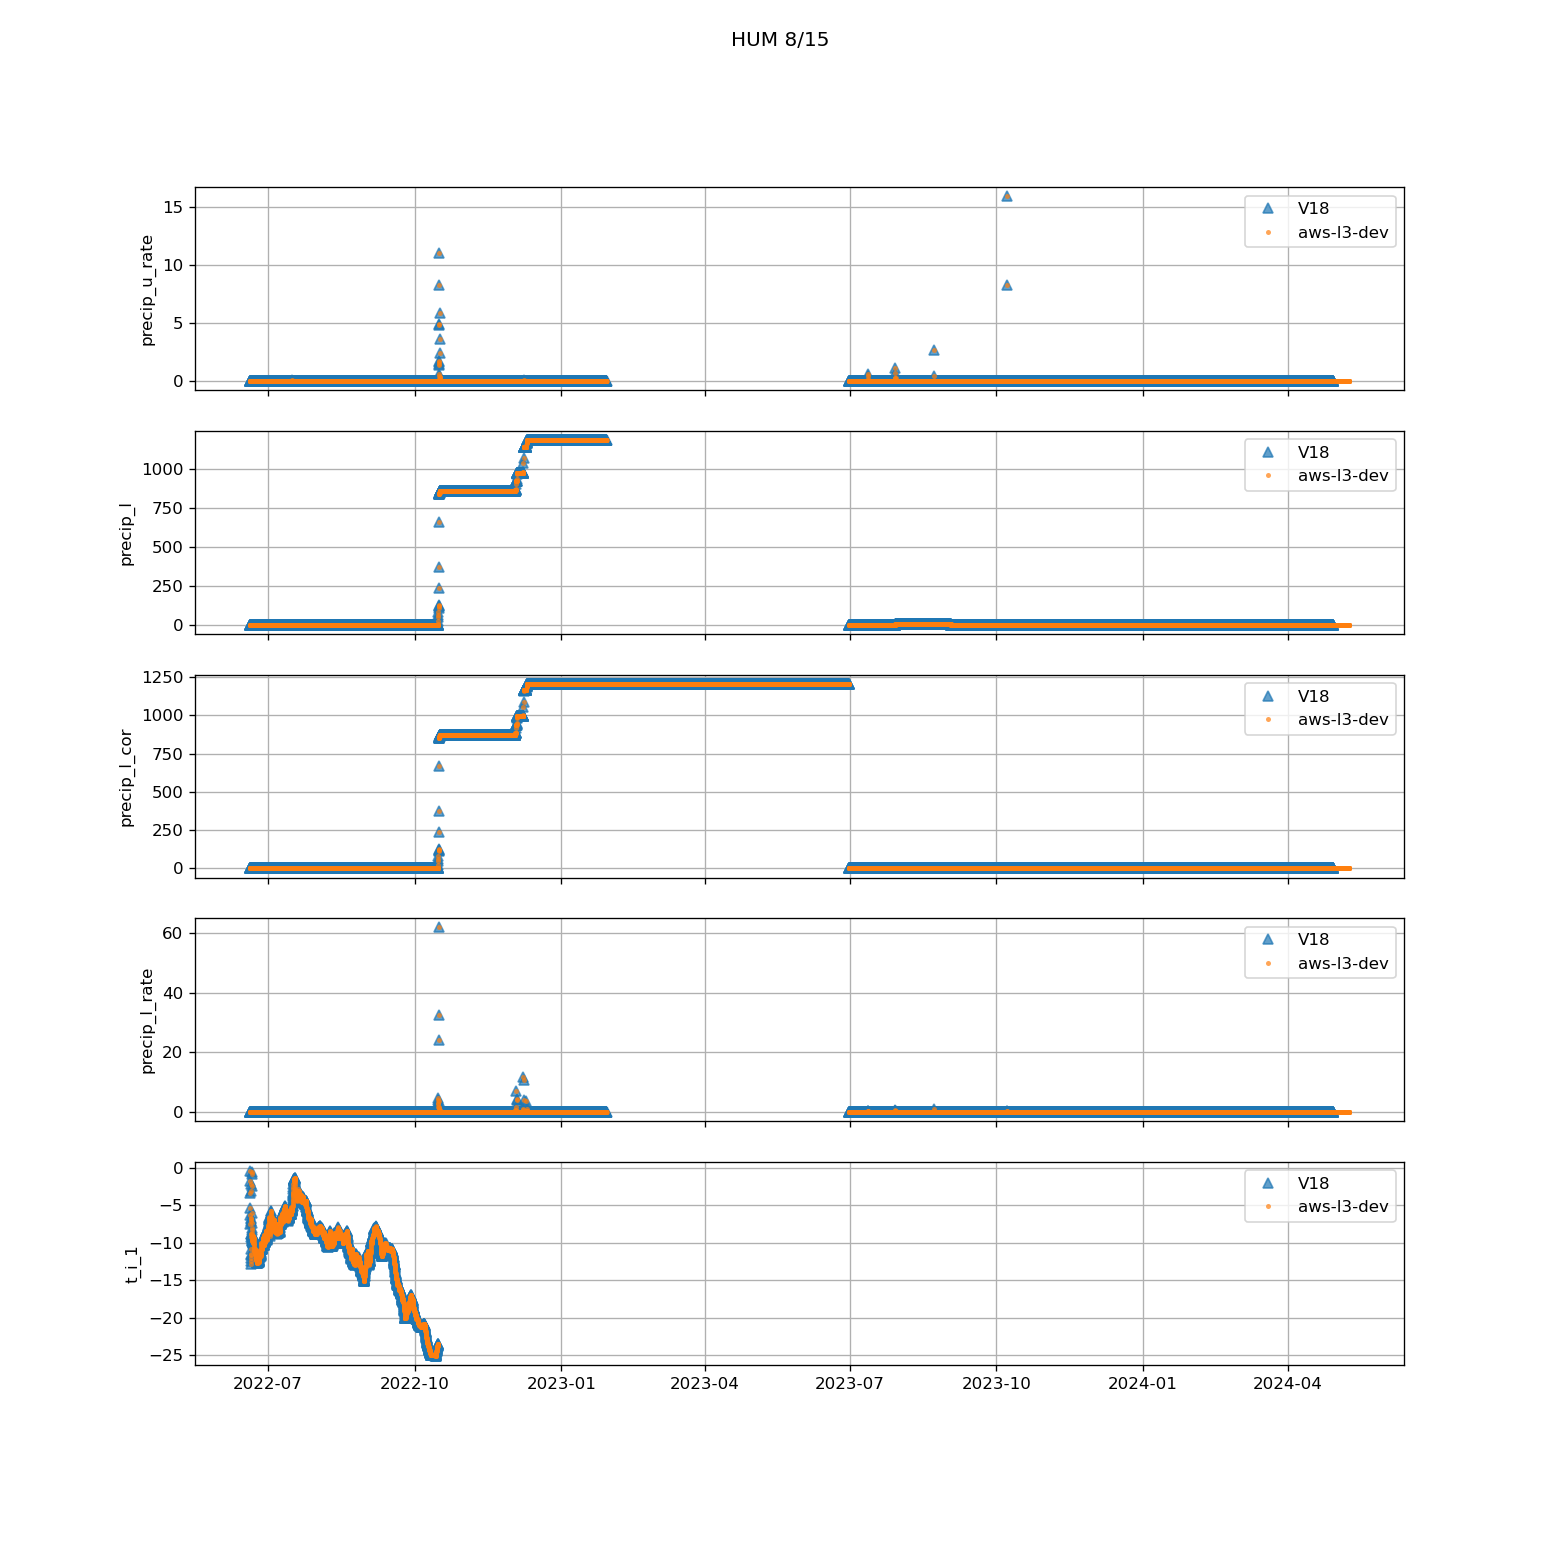 HUM 8/15
precip_u_rate
15
10
5
0
V18
aws-l3-dev
precip_l
1000
750
500
250
0
V18
aws-l3-dev
precip_l_cor
1250
1000
750
500
250
0
V18
aws-l3-dev
precip_l_rate
60
40
20
0
V18
aws-l3-dev
t_i_1
0
−5
−10
−15
−20
−25
V18
aws-l3-dev
2022-07
2022-10
2023-01
2023-04
2023-07
2023-10
2024-01
2024-04